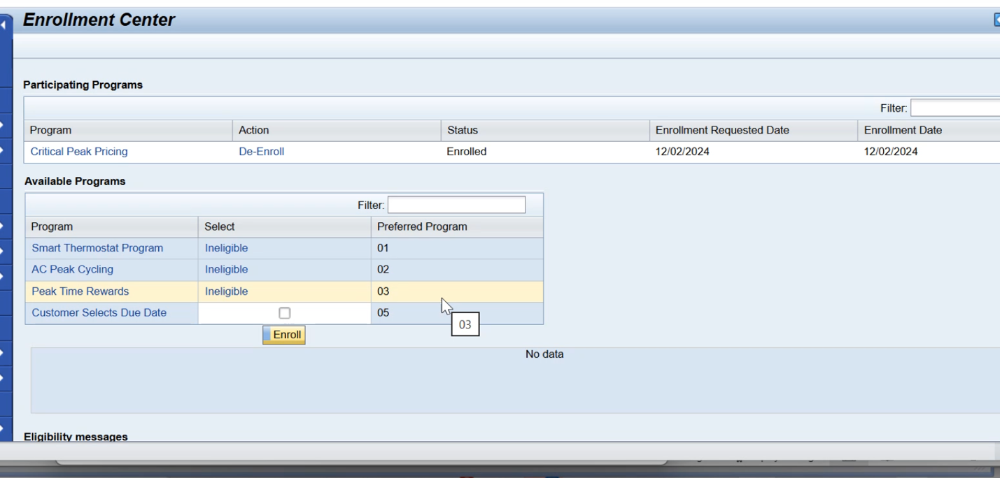 Enrollment Center
Participating Programs
Filter:
Program Action Status Enrollment Requested Date Enrollment Date
Critical Peak Pricing De-Enroll Enrolled 12/02/2024 12/02/2024
Available Programs
Filter:
Program Select Preferred Program
Smart Thermostat Program Ineligible 01
AC Peak Cycling Ineligible 02
Peak Time Rewards Ineligible 03
Customer Selects Due Date 05
03
Enroll
No data
Eligibility messages